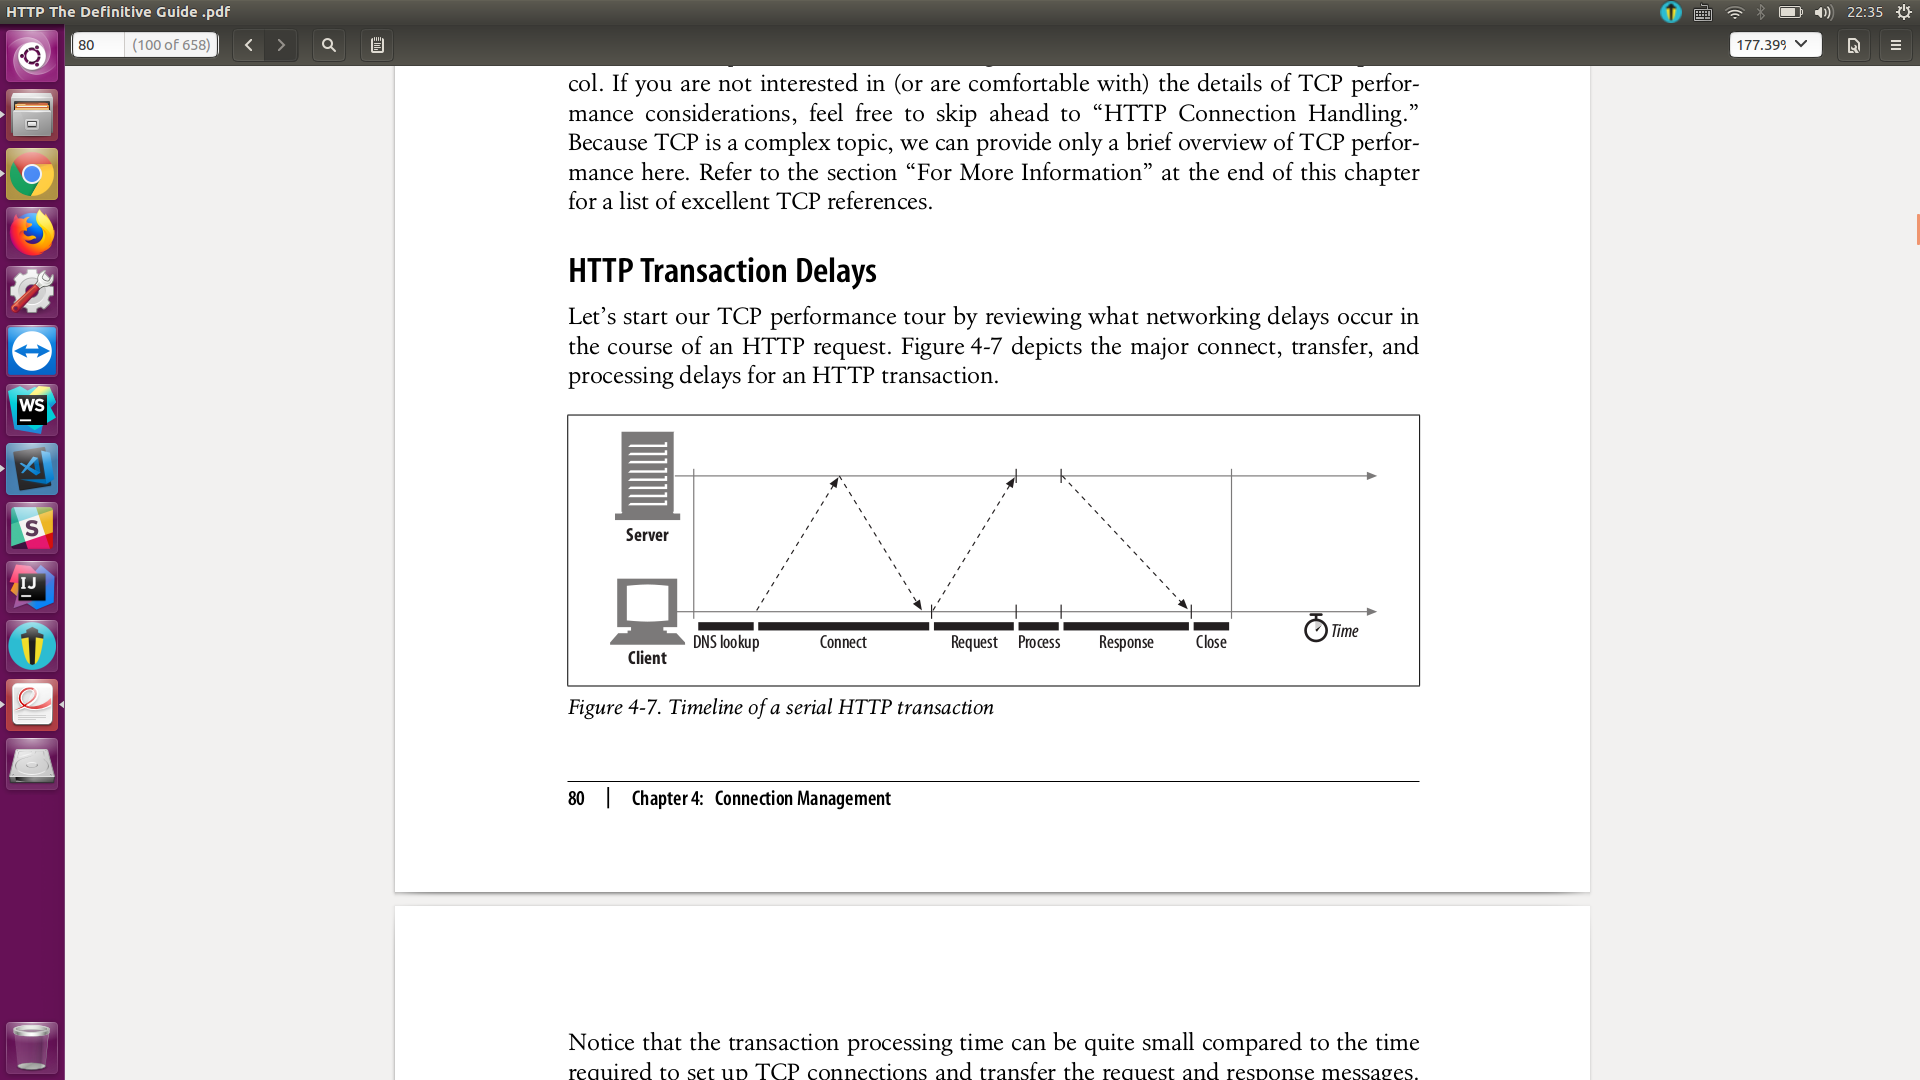 HTTP The Definitive Guide .pdf
22:35
80 (100 of 658)
177.39%
col. If you are not interested in (or are comfortable with) the details of TCP perfor-
mance considerations, feel free to skip ahead to “HTTP Connection Handling.”
Because TCP is a complex topic, we can provide only a brief overview of TCP perfor-
mance here. Refer to the section “For More Information” at the end of this chapter
for a list of excellent TCP references.
HTTP Transaction Delays
Let’s start our TCP performance tour by reviewing what networking delays occur in
the course of an HTTP request. Figure 4-7 depicts the major connect, transfer, and
processing delays for an HTTP transaction.
Server
Client
DNS lookup Connect Request Process Response Close Time
Figure 4-7. Timeline of a serial HTTP transaction
80 | Chapter 4: Connection Management
Notice that the transaction processing time can be quite small compared to the time
required to set up TCP connections and transfer the request and response messages.
WS
S
IJ